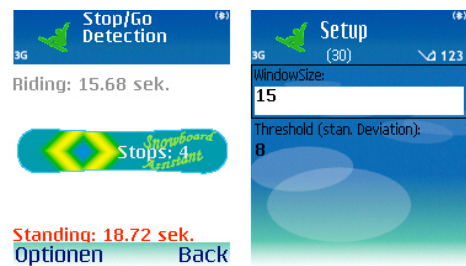 Stop/Go
Detection
3G
Riding: 15.68 sek.
Snowboard
Stops: 4
Assistant
Standing: 18.72 sek.
Optionen Back
Setup
3G (30) 123
WindowSize:
15
Threshold (stan. Deviation):
8